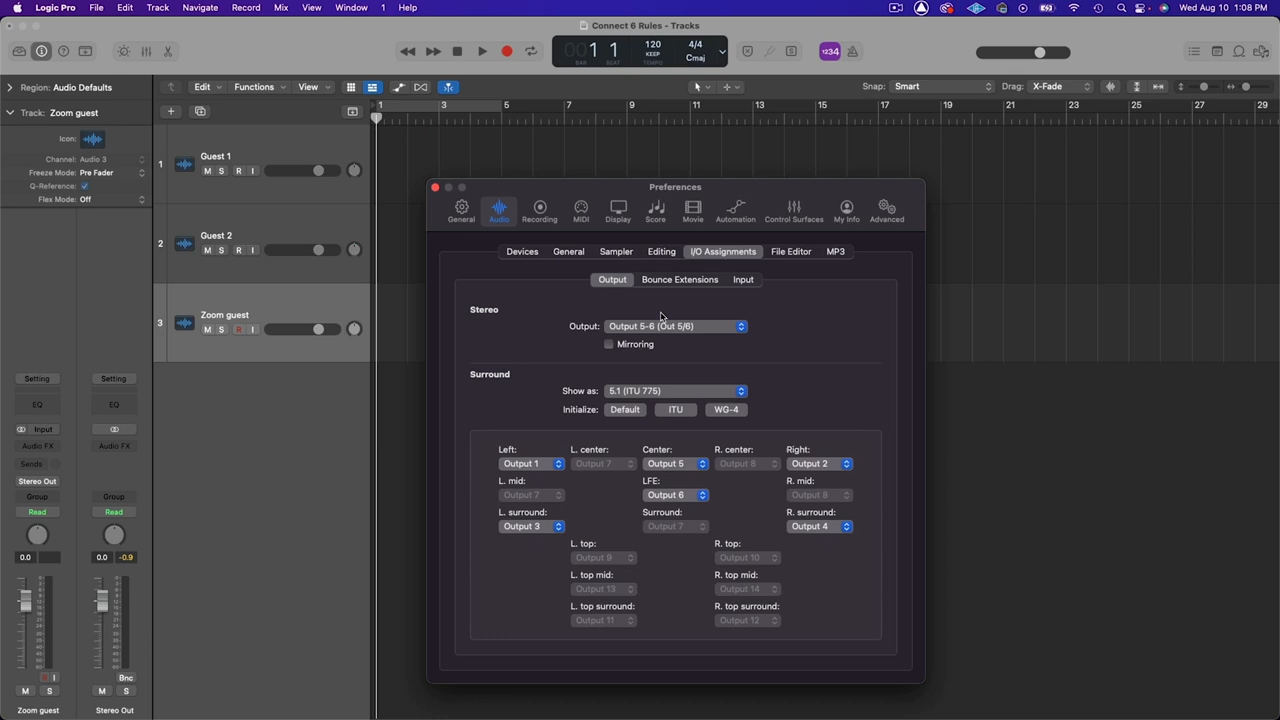 Logic Pro File Edit Track Navigate Record Mix View Window 1 Help Wed Aug 10 1:08 PM
Connect 6 Rules - Tracks
001 1 120 4/4
KEEP Cmaj
BAR BEAT TEMPO
1234
Region: Audio Defaults
Edit Functions View Snap: Smart Drag: X-Fade
Track: Zoom guest
1 3 5 7 9 11 13 15 17 19 21 23 25 27 29
Icon:
Channel: Audio 3
Freeze Mode: Pre Fader
Q-Reference:
Flex Mode: Off
1 Guest 1
M S R I
2 Guest 2
M S R I
3 Zoom guest
M S R I
Preferences
General Audio Recording MIDI Display Score Movie Automation Control Surfaces My Info Advanced
Devices General Sampler Editing I/O Assignments File Editor MP3
Output Bounce Extensions Input
Stereo
Output: Output 5-6 (Out 5/6)
Mirroring
Surround
Show as: 5.1 (ITU 775)
Initialize: Default ITU WG-4
Left: L. center: Center: R. center: Right:
Output 1 Output 7 Output 5 Output 8 Output 2
L. mid: LFE: R. mid:
Output 7 Output 6 Output 8
L. surround: Surround: R. surround:
Output 3 Output 7 Output 4
L. top: R. top:
Output 9 Output 10
L. top mid: R. top mid:
Output 13 Output 14
L. top surround: R. top surround:
Output 11 Output 12
Setting Setting
EQ EQ
Input
Audio FX Audio FX
Sends
Stereo Out
Group Group
Read Read
0.0 0.0 -0.9
R I Bnc
M S M S
Zoom guest Stereo Out